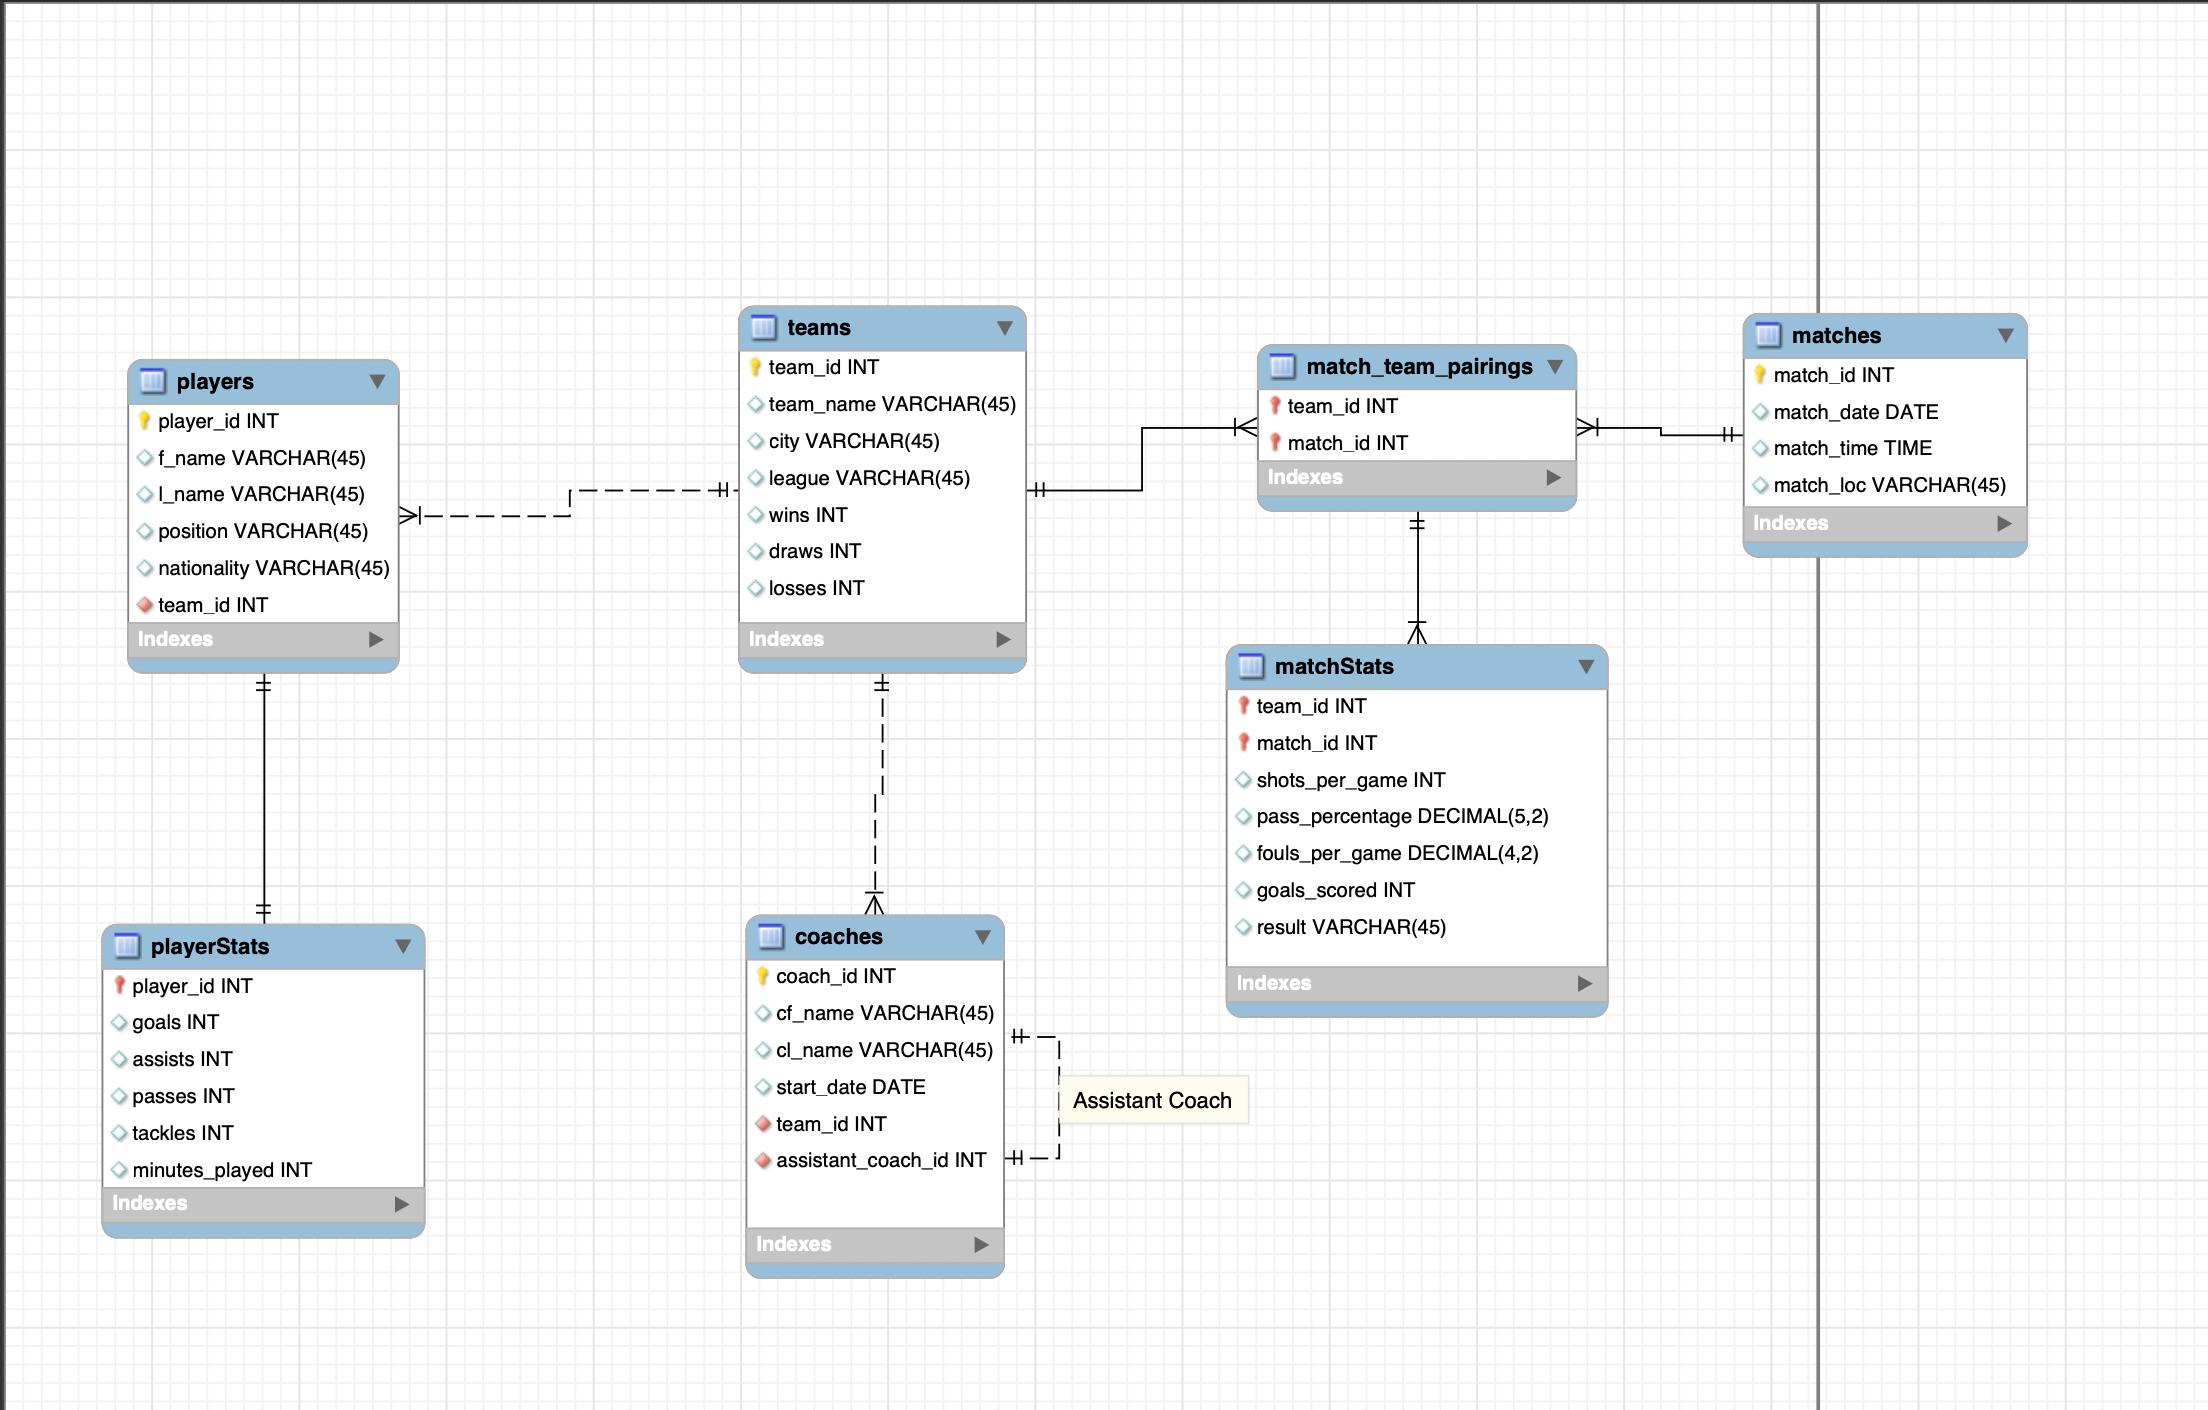 players
player_id INT
f_name VARCHAR(45)
l_name VARCHAR(45)
position VARCHAR(45)
nationality VARCHAR(45)
team_id INT
Indexes
teams
team_id INT
team_name VARCHAR(45)
city VARCHAR(45)
league VARCHAR(45)
wins INT
draws INT
losses INT
Indexes
match_team_pairings
team_id INT
match_id INT
Indexes
matches
match_id INT
match_date DATE
match_time TIME
match_loc VARCHAR(45)
Indexes
playerStats
player_id INT
goals INT
assists INT
passes INT
tackles INT
minutes_played INT
Indexes
coaches
coach_id INT
cf_name VARCHAR(45)
cl_name VARCHAR(45)
start_date DATE
team_id INT
assistant_coach_id INT
Indexes
Assistant Coach
matchStats
team_id INT
match_id INT
shots_per_game INT
pass_percentage DECIMAL(5,2)
fouls_per_game DECIMAL(4,2)
goals_scored INT
result VARCHAR(45)
Indexes